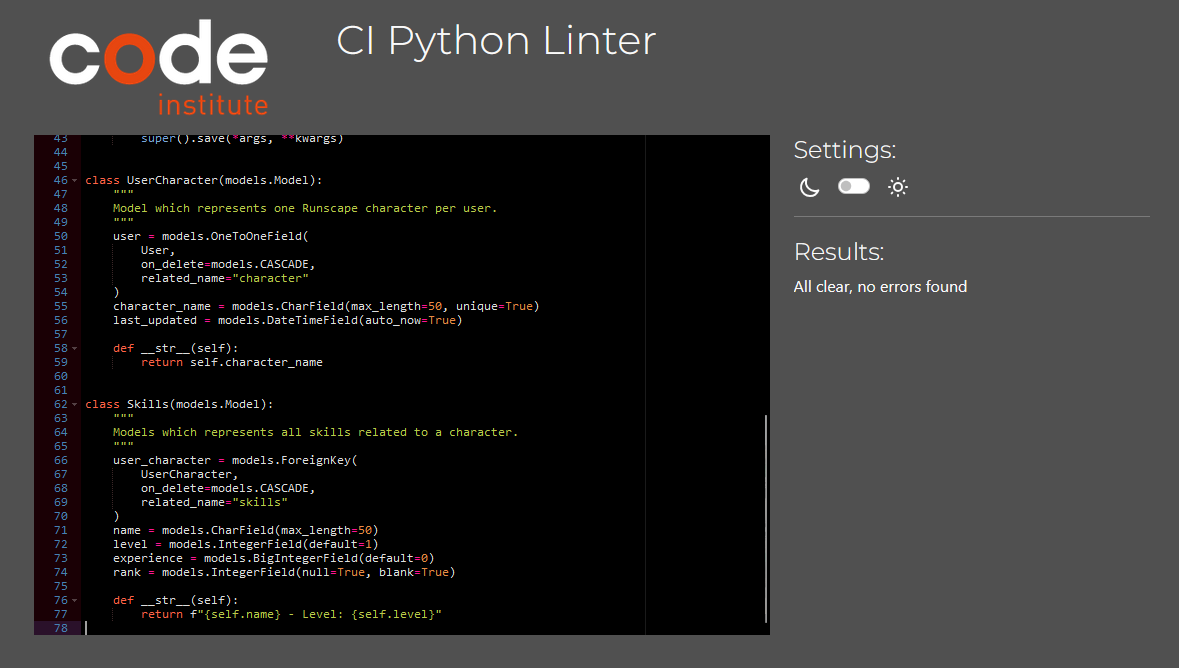 code
institute
CI Python Linter
43 super().save(*args, **kwargs)
44
45
46 class UserCharacter(models.Model):
47 """
48 Model which represents one Runscape character per user.
49 """
50 user = models.OneToOneField(
51 User,
52 on_delete=models.CASCADE,
53 related_name="character"
54 )
55 character_name = models.CharField(max_length=50, unique=True)
56 last_updated = models.DateTimeField(auto_now=True)
57
58 def __str__(self):
59 return self.character_name
60
61
62 class Skills(models.Model):
63 """
64 Models which represents all skills related to a character.
65 """
66 user_character = models.ForeignKey(
67 UserCharacter,
68 on_delete=models.CASCADE,
69 related_name="skills"
70 )
71 name = models.CharField(max_length=50)
72 level = models.IntegerField(default=1)
73 experience = models.BigIntegerField(default=0)
74 rank = models.IntegerField(null=True, blank=True)
75
76 def __str__(self):
77 return f"{self.name} - Level: {self.level}"
78
Settings:
Results:
All clear, no errors found